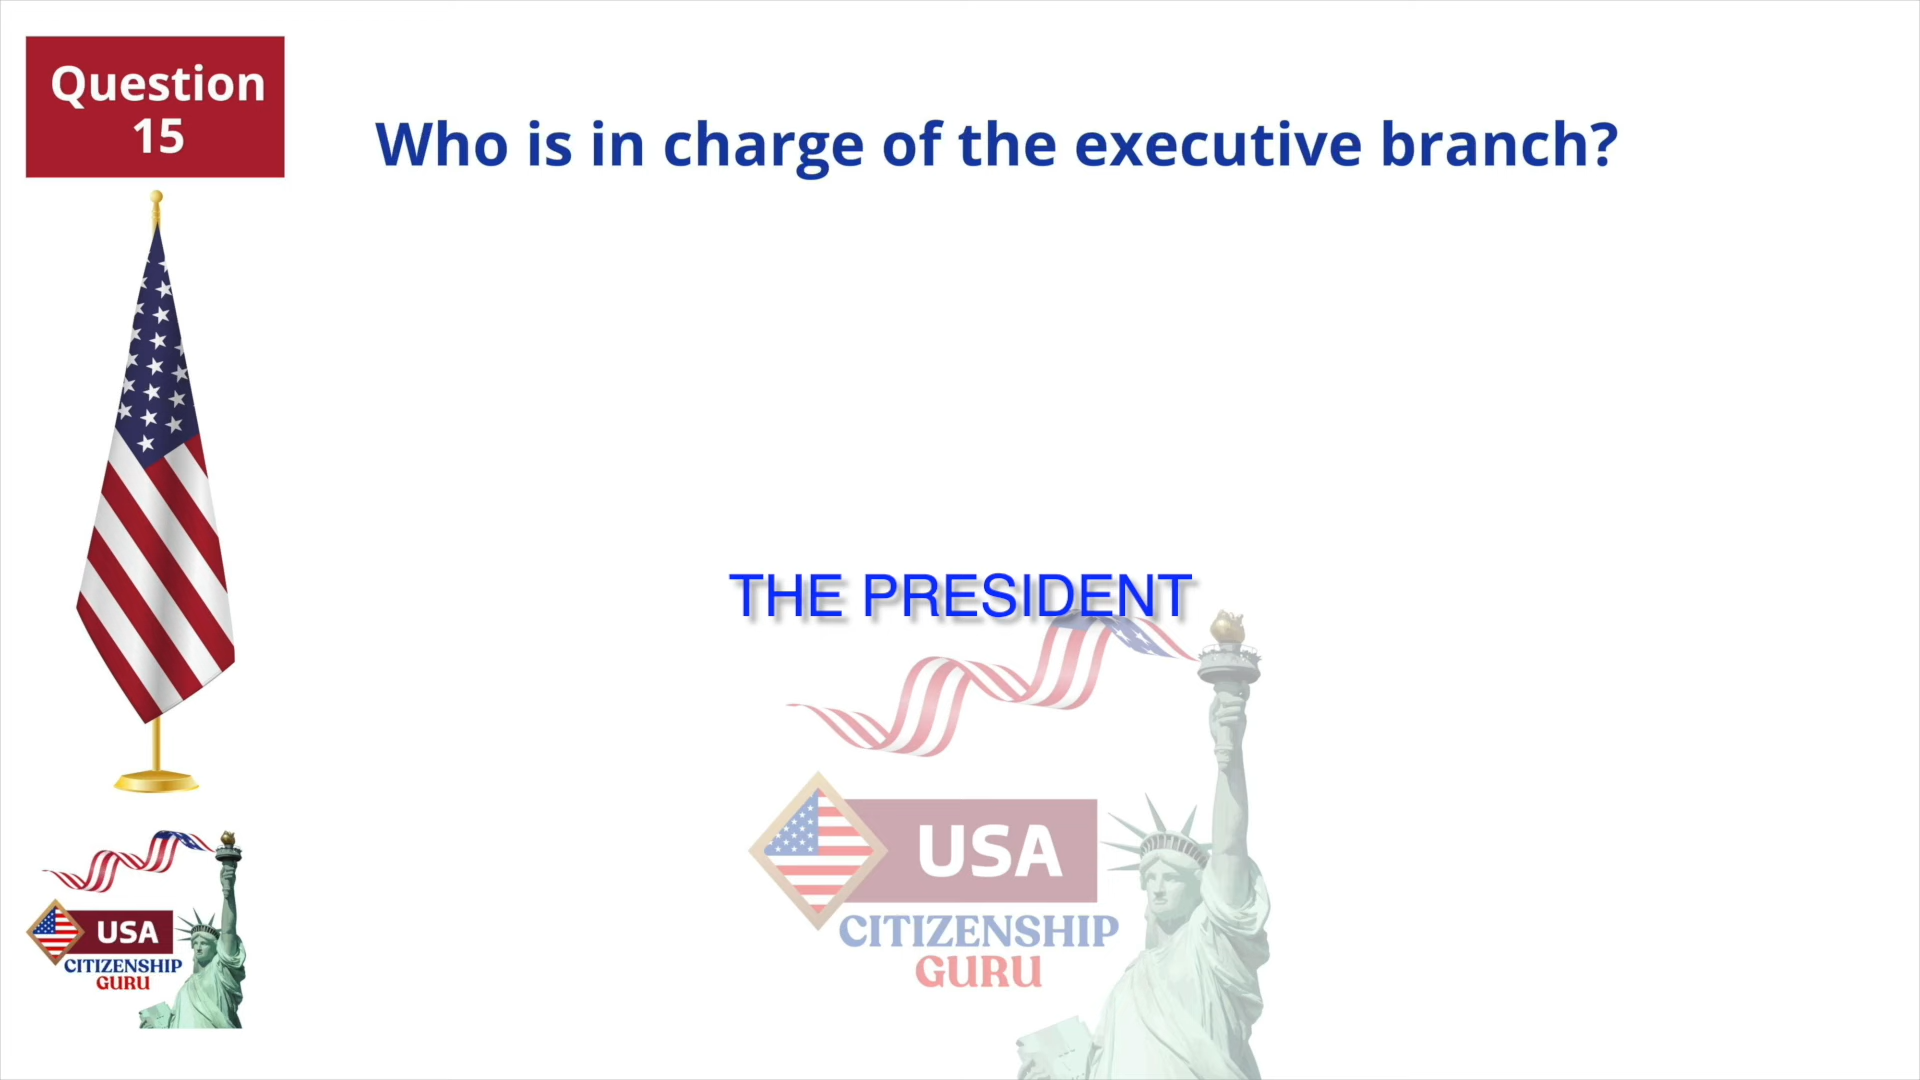 Question
15
Who is in charge of the executive branch?
THE PRESIDENT
USA
CITIZENSHIP
GURU
USA
CITIZENSHIP
GURU